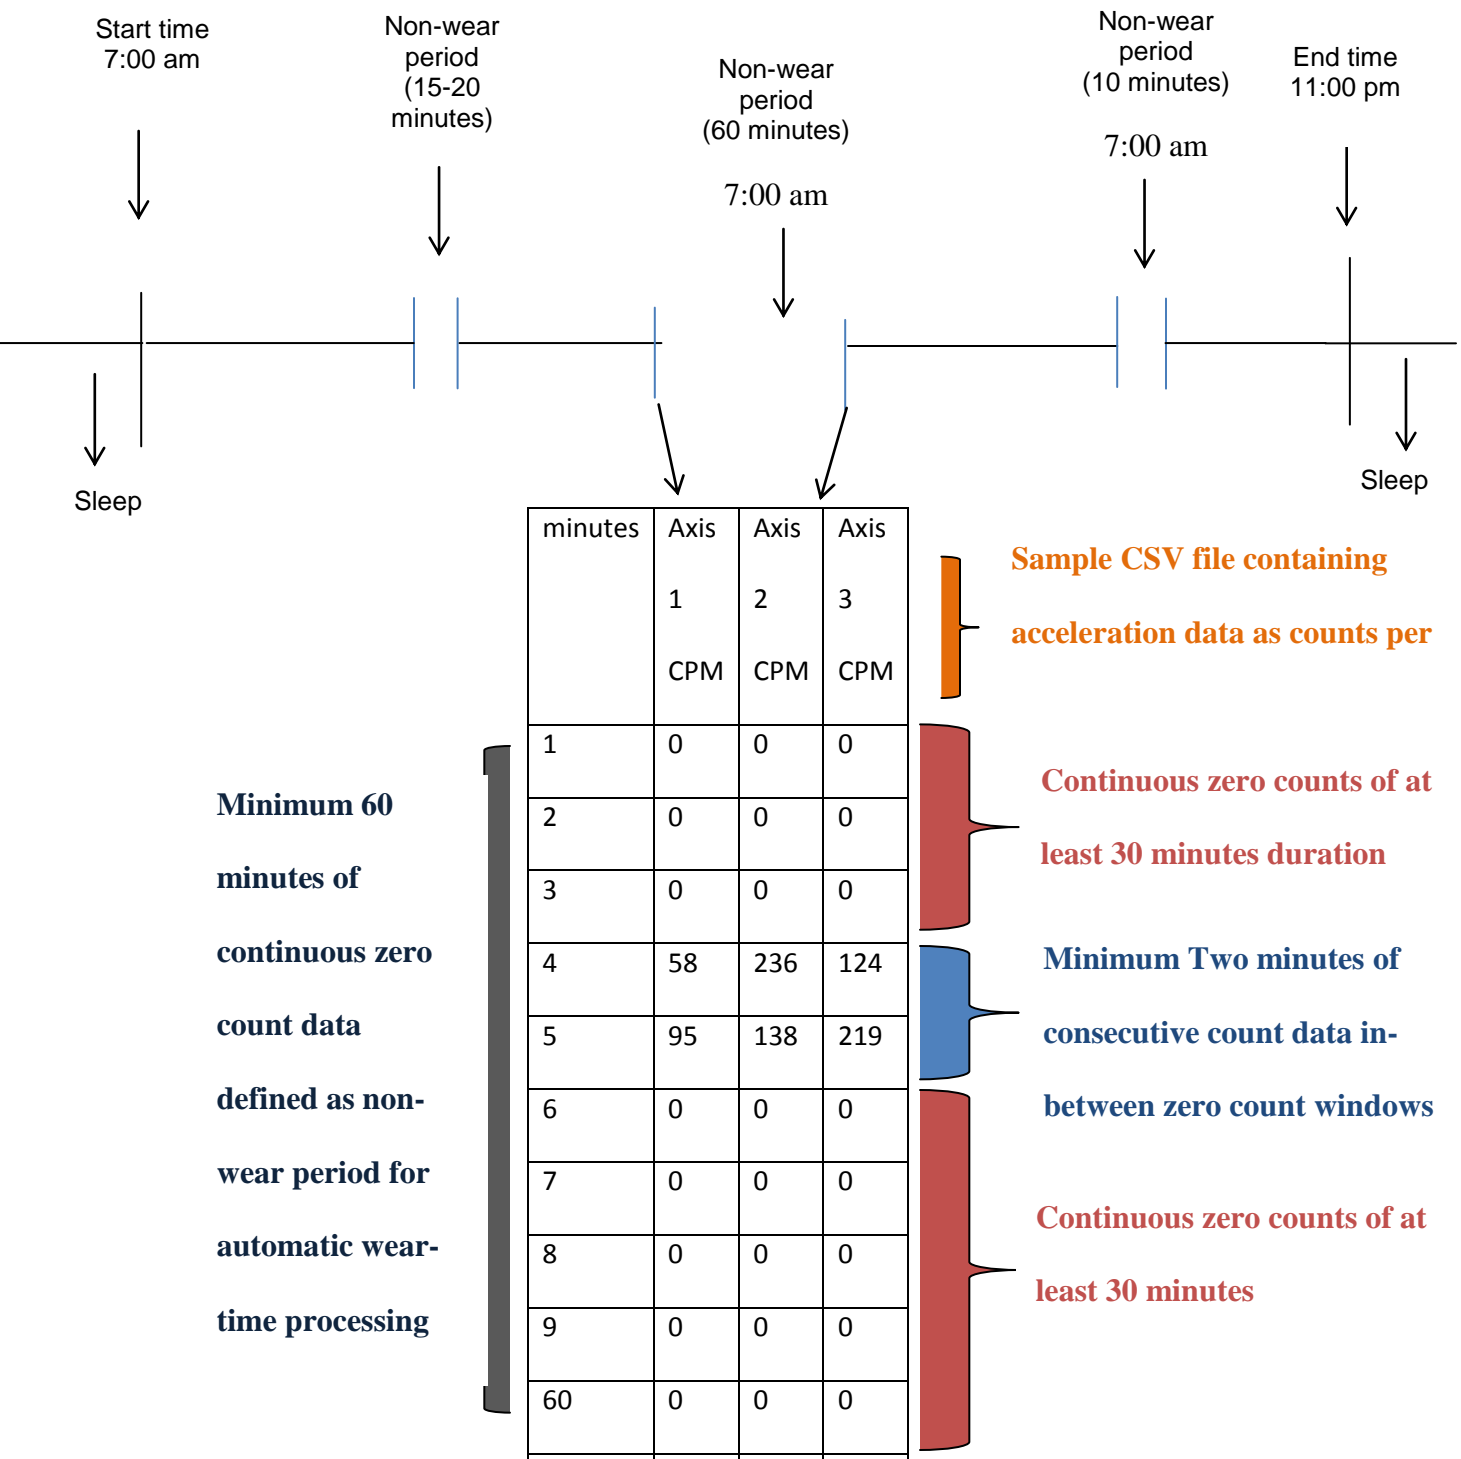 Start time
7:00 am
Non-wear
period
(15-20
minutes)
Non-wear
period
(60 minutes)
7:00 am
Non-wear
period
(10 minutes)
7:00 am
End time
11:00 pm
Sleep
Sleep
minutes Axis 1 CPM Axis 2 CPM Axis 3 CPM
1 0 0 0
2 0 0 0
3 0 0 0
4 58 236 124
5 95 138 219
6 0 0 0
7 0 0 0
8 0 0 0
9 0 0 0
60 0 0 0
Minimum 60
minutes of
continuous zero
count data
defined as non-
wear period for
automatic wear-
time processing
Sample CSV file containing
acceleration data as counts per
Continuous zero counts of at
least 30 minutes duration
Minimum Two minutes of
consecutive count data in-
between zero count windows
Continuous zero counts of at
least 30 minutes